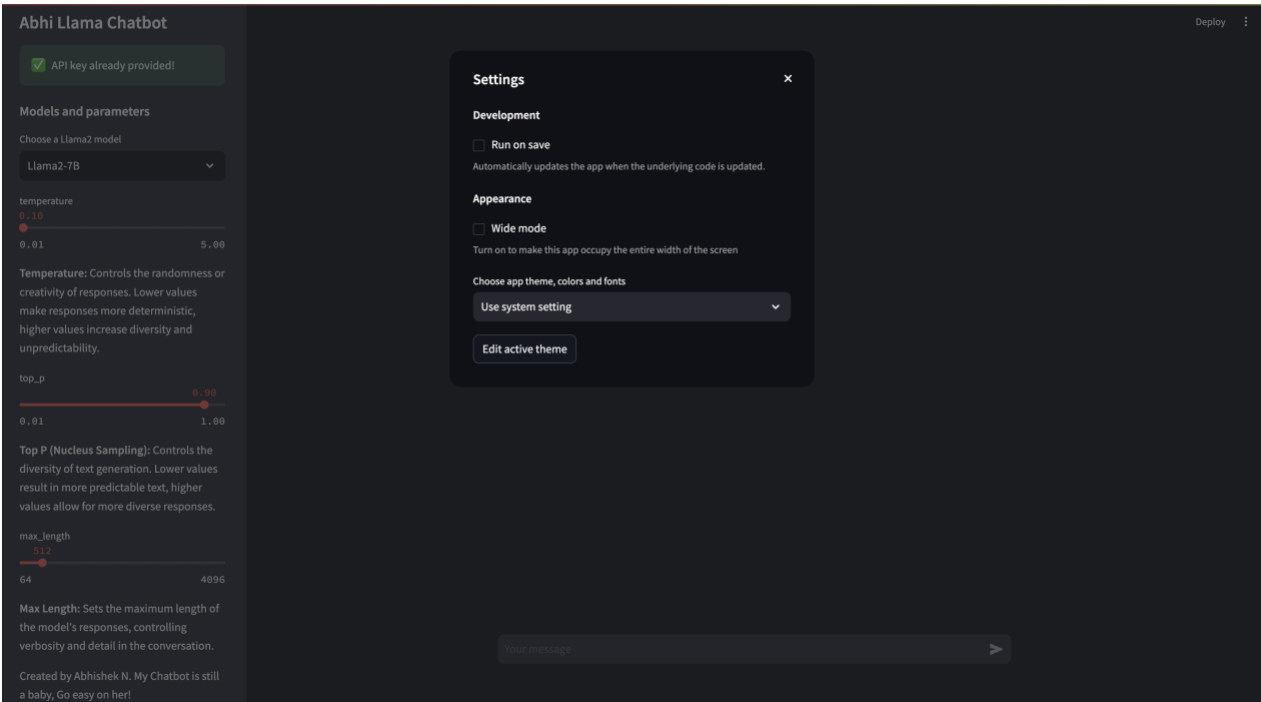 Abhi Llama Chatbot
API key already provided!
Models and parameters
Choose a Llama2 model
Llama2-7B
temperature
0.10
0.01 5.00
Temperature: Controls the randomness or
creativity of responses. Lower values
make responses more deterministic,
higher values increase diversity and
unpredictability.
top_p
0.90
0.01 1.00
Top P (Nucleus Sampling): Controls the
diversity of text generation. Lower values
result in more predictable text, higher
values allow for more diverse responses.
max_length
512
64 4096
Max Length: Sets the maximum length of
the model's responses, controlling
verbosity and detail in the conversation.
Created by Abhishek N. My Chatbot is still
a baby, Go easy on her!
Deploy
Settings
Development
Run on save
Automatically updates the app when the underlying code is updated.
Appearance
Wide mode
Turn on to make this app occupy the entire width of the screen
Choose app theme, colors and fonts
Use system setting
Edit active theme
Your message